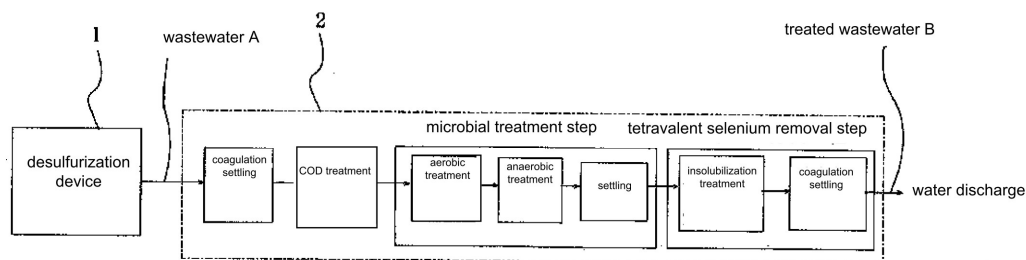 1
wastewater A
2
treated wastewater B
microbial treatment step
tetravalent selenium removal step
desulfurization
device
coagulation
settling
COD treatment
aerobic
treatment
anaerobic
treatment
settling
insolubilization
treatment
coagulation
settling
water discharge